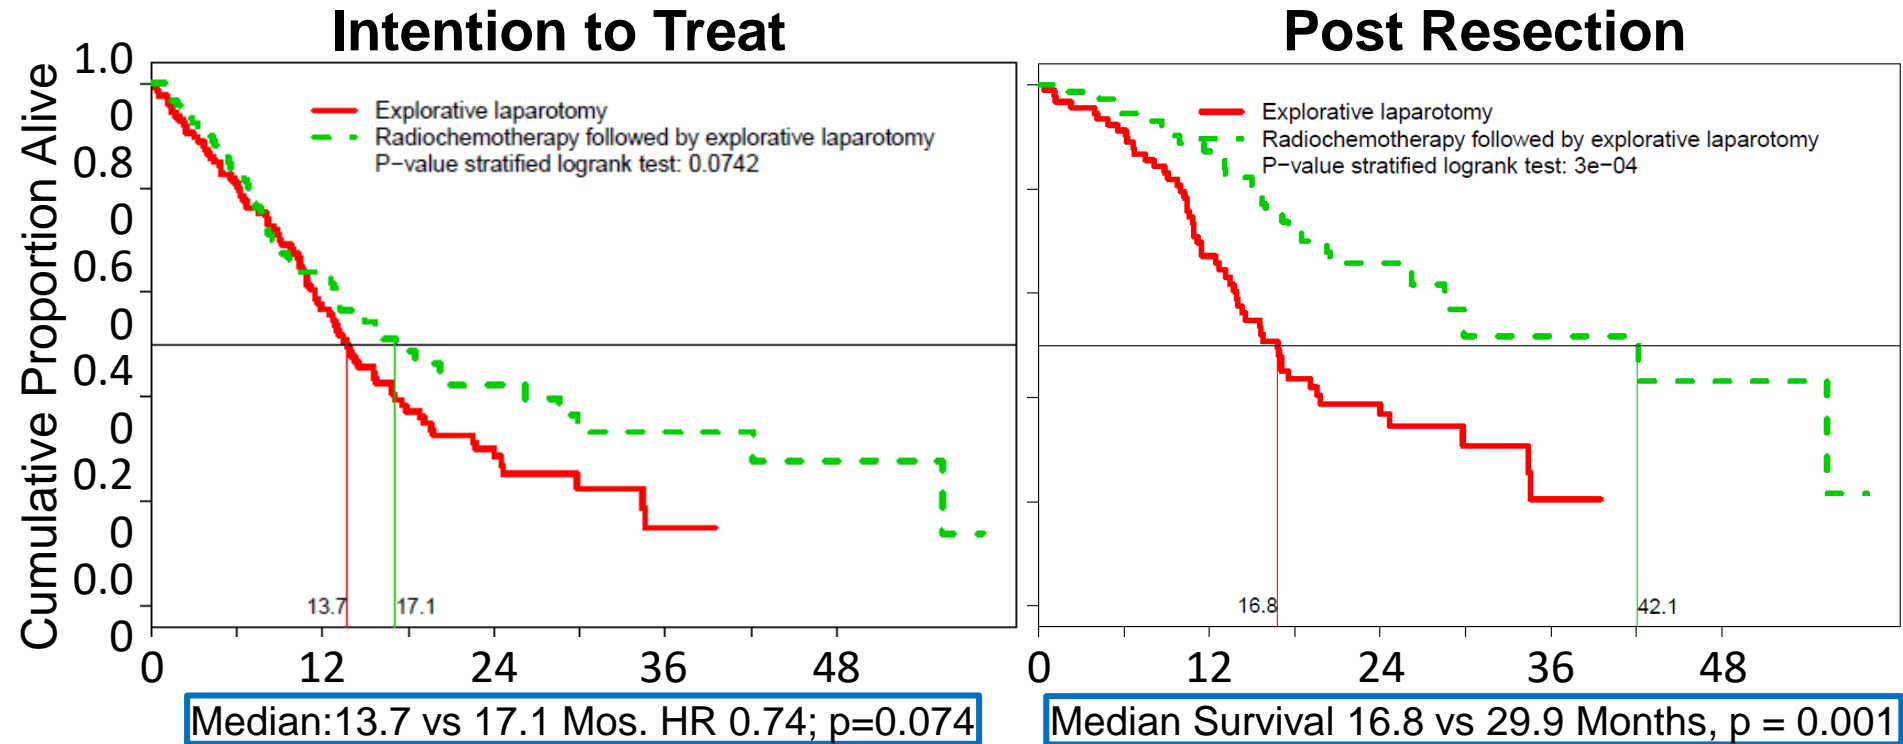 Intention to Treat
Cumulative Proportion Alive
1.0
0
0.8
0
0.6
0
0.4
0
0.2
0
0.0
0
Explorative laparotomy
Radiochemotherapy followed by explorative laparotomy
P−value stratified logrank test: 0.0742
13.7
17.1
0 12 24 36 48
Median:13.7 vs 17.1 Mos. HR 0.74; p=0.074
Post Resection
Explorative laparotomy
Radiochemotherapy followed by explorative laparotomy
P−value stratified logrank test: 3e−04
16.8
42.1
0 12 24 36 48
Median Survival 16.8 vs 29.9 Months, p = 0.001